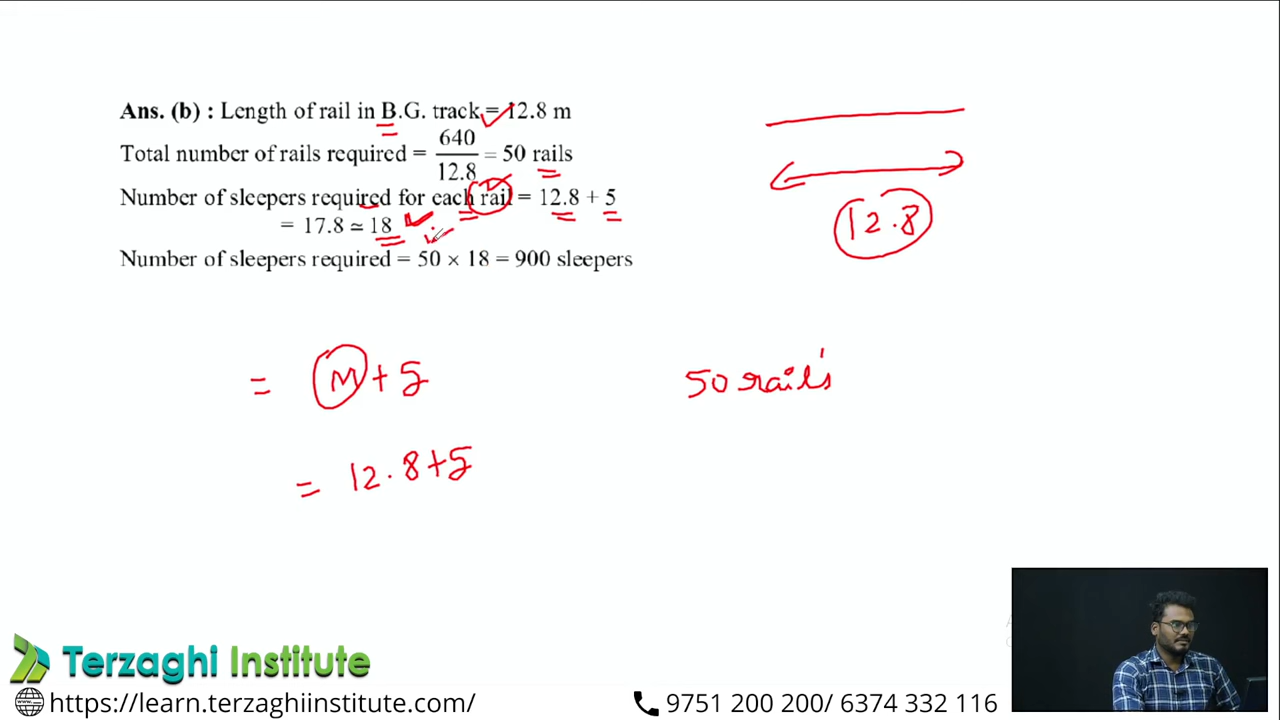 Ans. (b) : Length of rail in B.G. track = 12.8 m
Total number of rails required = 640/12.8 = 50 rails
Number of sleepers required for each rail = 12.8 + 5
= 17.8 ≃ 18
Number of sleepers required = 50 × 18 = 900 sleepers
12.8
= M + 5
50 rail's
= 12.8+5
Terzaghi Institute
https://learn.terzaghiinstitute.com/
9751 200 200/ 6374 332 116